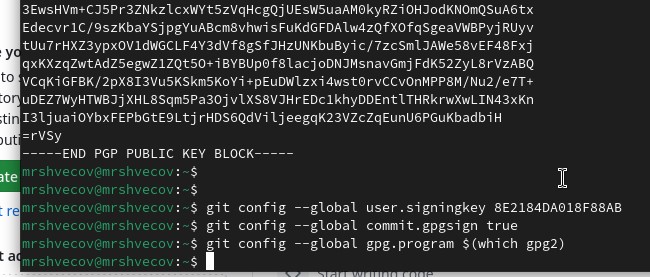 3EwsHVm+CJ5Pr3ZNkzlcxWYt5zVqHcgQjUEsW5uaAM0kyRZiOHJodKNOmQSuA6tx
Edecvr1C/9szKbaYSjpgYuABcm8vhwisFuKdGFDAlw4zQfXOfqSgeaVWBPyjRUyv
tUu7rHXZ3ypxOV1dWGCLF4Y3dVf8gSfJHzUNKbuByic/7zcSmlJAWe58vEF48Fxj
qxKXzqZwtAdZ5egwZ1ZQt5O+iBYBUp0f8lacjoDNJMsnavGmjFdK52ZyL8rVzABQ
VCqKiGFBK/2pX8I3Vu5KSkm5KoYi+pEuDWlzxi4wst0rvCCvOnMPP8M/Nu2/e7T+
uDEZ7WyHTWBJjXHL8Sqm5Pa3OjvlXS8VJHrEDc1khyDDEntlTHRkrwXwLIN43xKn
I3ljuaiOYbxFEPbGtE9LtjrHDS6QdViljeegqK23VZcZqEunU6PGuKbadbiH
=rVSy
-----END PGP PUBLIC KEY BLOCK-----
mrshvecov@mrshvecov:~$
mrshvecov@mrshvecov:~$
mrshvecov@mrshvecov:~$ git config --global user.signingkey 8E2184DA018F88AB
mrshvecov@mrshvecov:~$ git config --global commit.gpgsign true
mrshvecov@mrshvecov:~$ git config --global gpg.program $(which gpg2)
mrshvecov@mrshvecov:~$